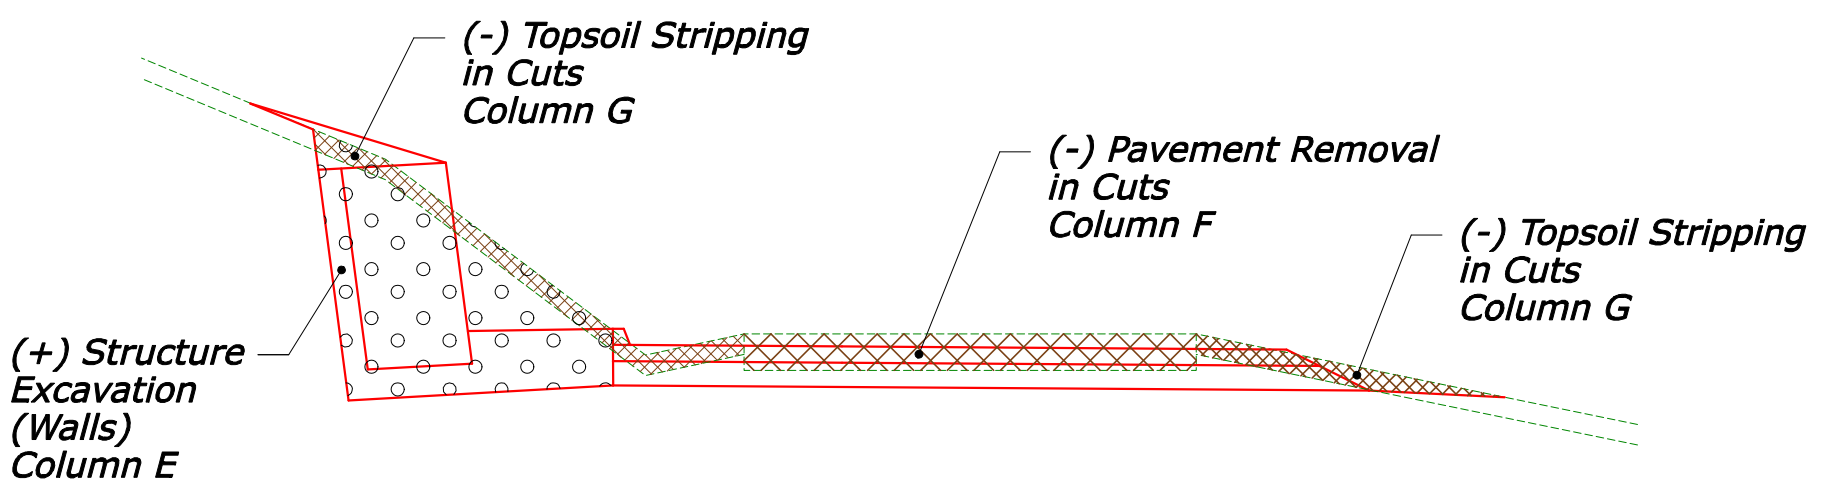 (-) Topsoil Stripping
in Cuts
Column G
(-) Pavement Removal
in Cuts
Column F
(-) Topsoil Stripping
in Cuts
Column G
(+) Structure
Excavation
(Walls)
Column E